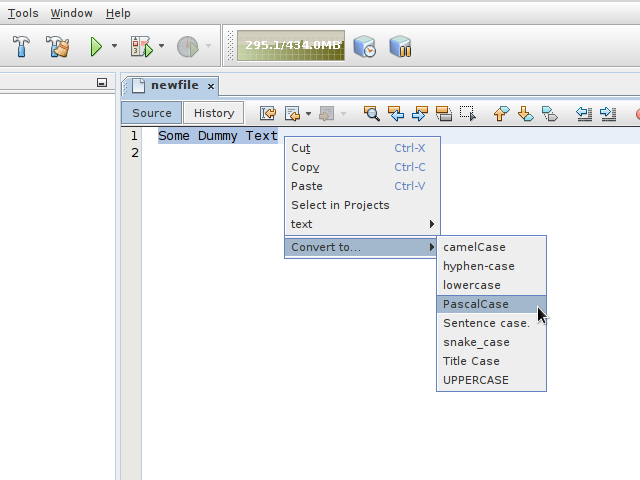 Tools Window Help
295.1/434.0MB
newfile x
Source History
1 Some Dummy Text
2
Cut Ctrl-X
Copy Ctrl-C
Paste Ctrl-V
Select in Projects
text
Convert to...
camelCase
hyphen-case
lowercase
PascalCase
Sentence case.
snake_case
Title Case
UPPERCASE